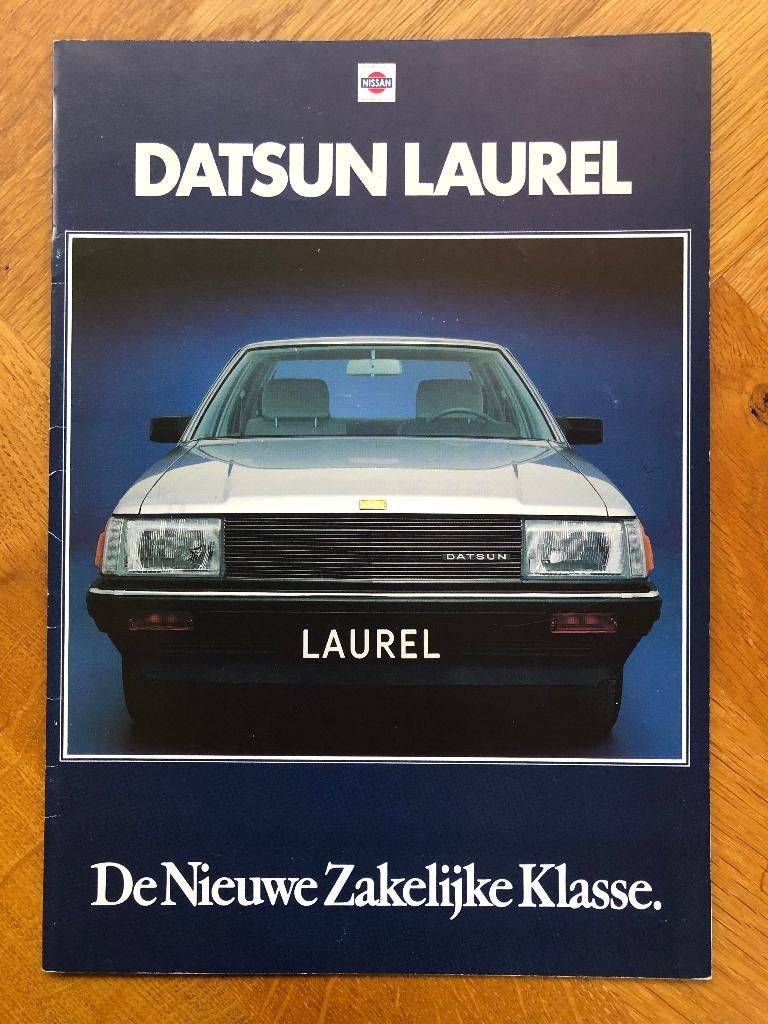 NISSAN
DATSUN LAUREL
DATSUN
LAUREL
De Nieuwe Zakelijke Klasse.